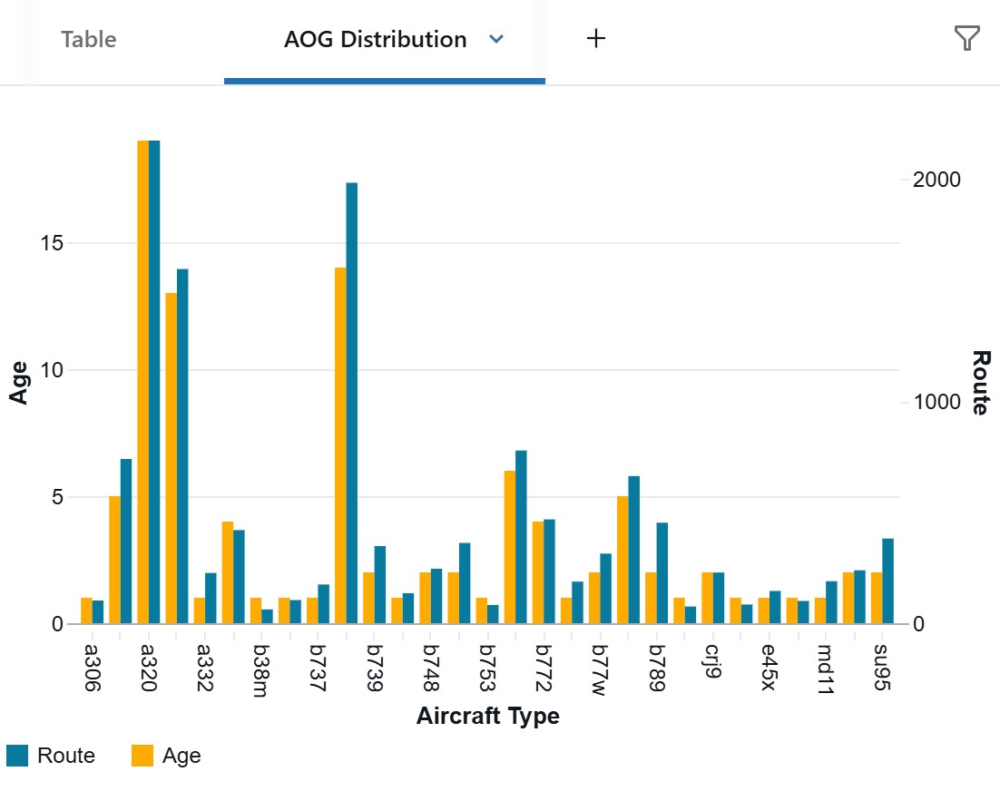 Table
AOG Distribution
+
Age
15
10
5
0
2000
1000
0
Route
a306
a320
a332
b38m
b737
b739
b748
b753
b772
b77w
b789
crj9
e45x
md11
su95
Aircraft Type
Route
Age